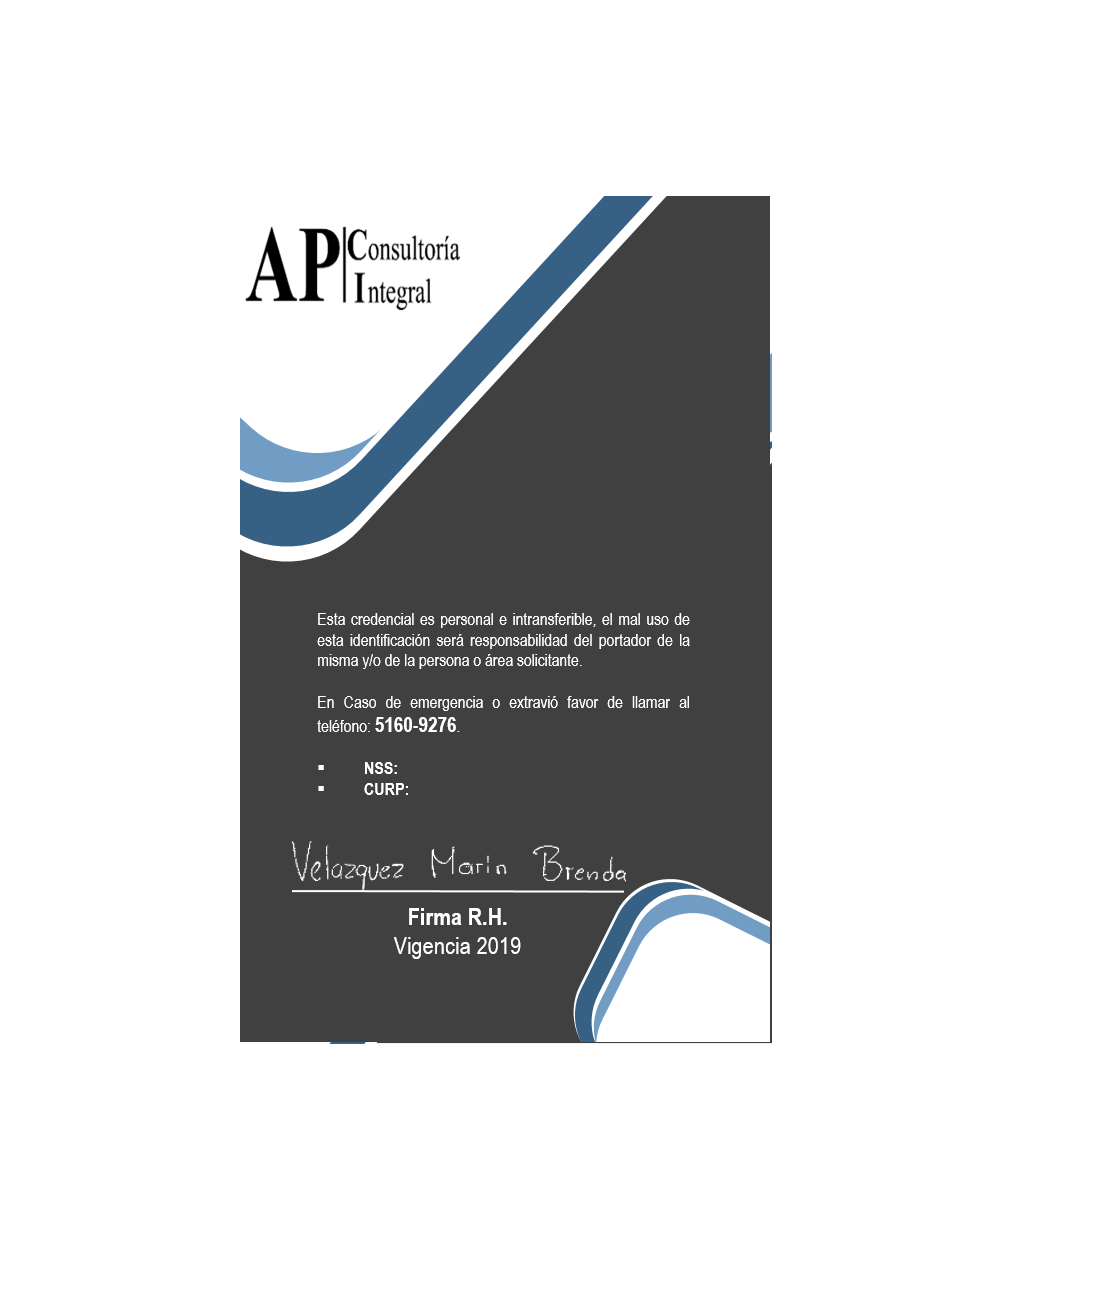 AP Consultoría
Integral
Esta credencial es personal e intransferible, el mal uso de
esta identificación será responsabilidad del portador de la
misma y/o de la persona o área solicitante.
En Caso de emergencia o extravió favor de llamar al
teléfono: 5160-9276.
▪ NSS:
▪ CURP:
Velazquez Marin Brenda
Firma R.H.
Vigencia 2019